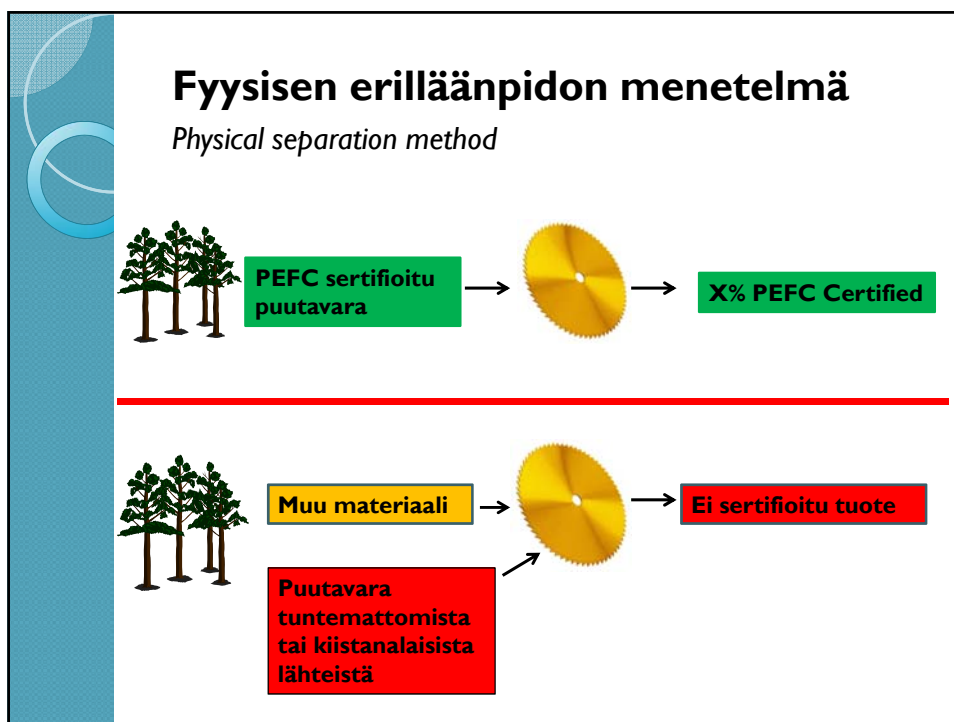 Fyysisen erilläänpidon menetelmä
Physical separation method
PEFC sertifioitu
puutavara
X% PEFC Certified
Muu materiaali
Ei sertifioitu tuote
Puutavara
tuntemattomista
tai kiistanalaisista
lähteistä